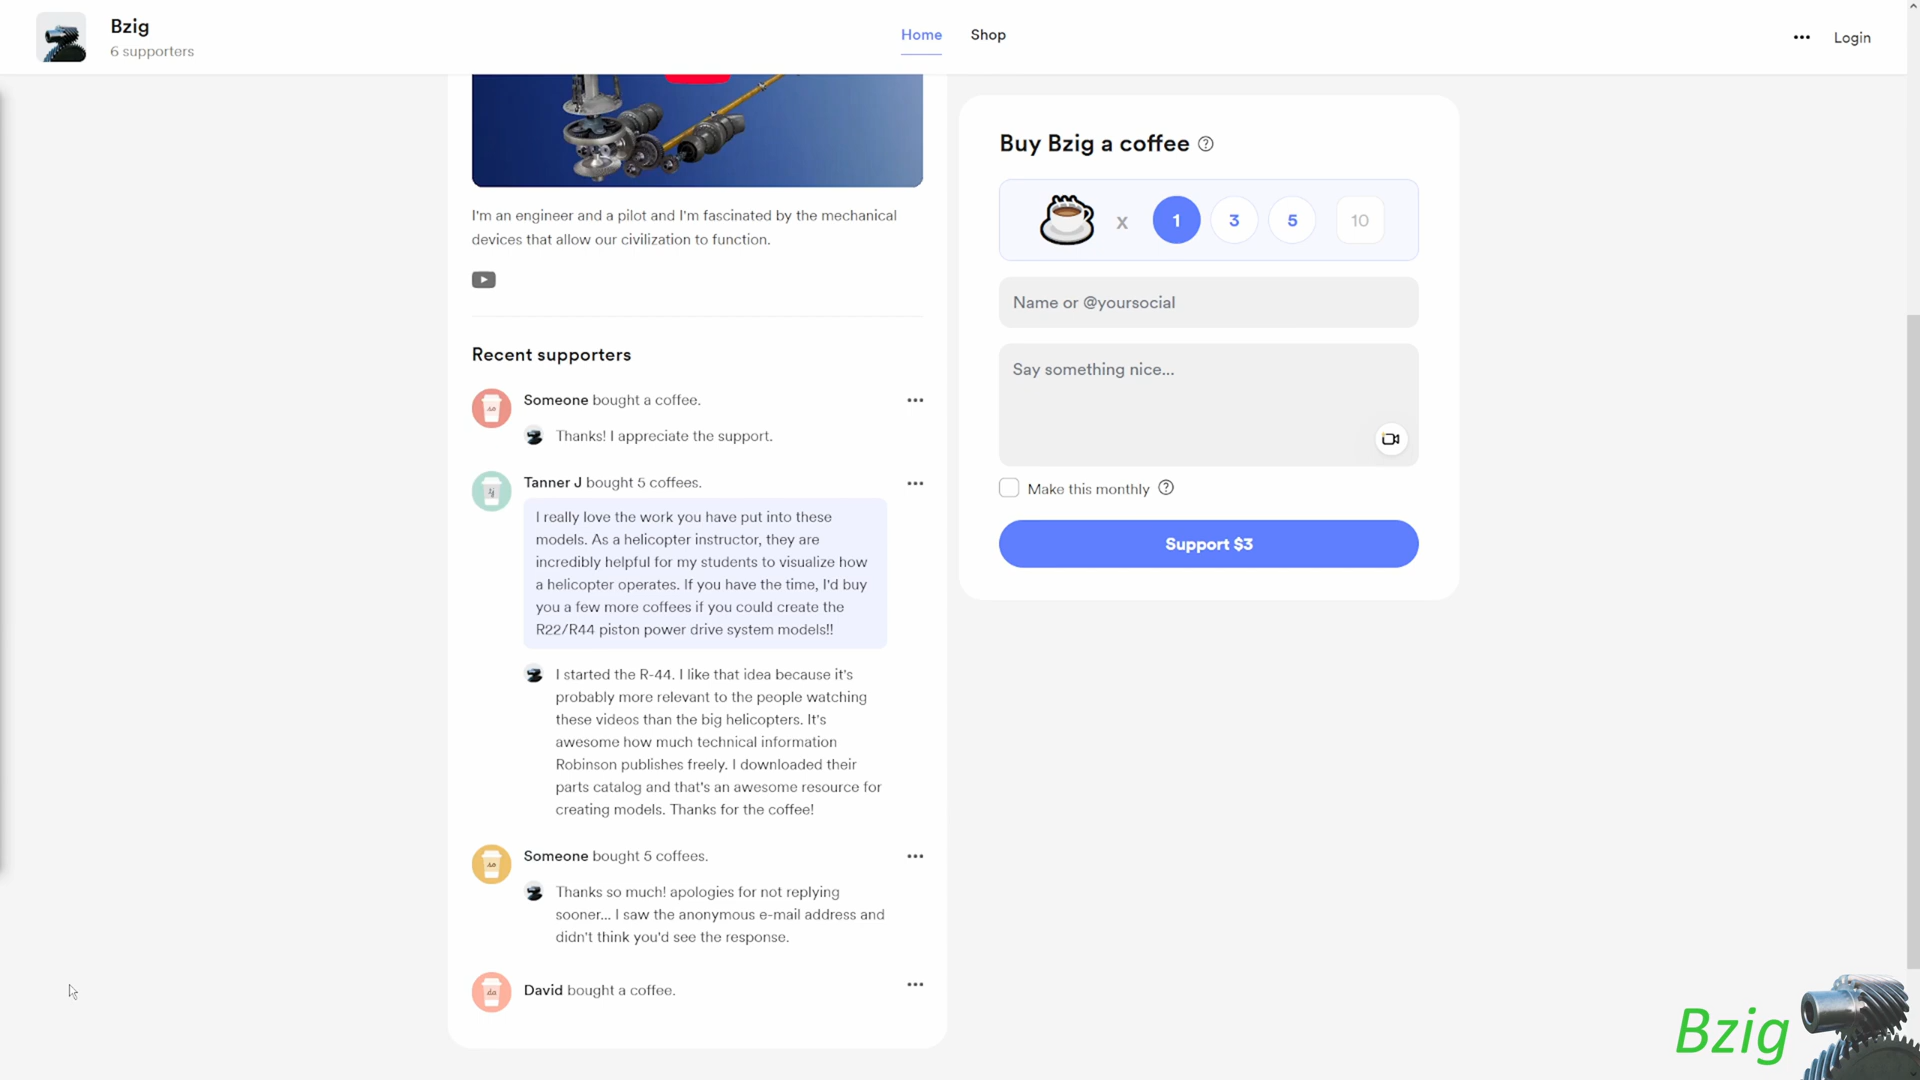 Bzig
6 supporters
Home
Shop
Login
I'm an engineer and a pilot and I'm fascinated by the mechanical
devices that allow our civilization to function.
Recent supporters
Someone bought a coffee.
Thanks! I appreciate the support.
Tanner J bought 5 coffees.
I really love the work you have put into these
models. As a helicopter instructor, they are
incredibly helpful for my students to visualize how
a helicopter operates. If you have the time, I'd buy
you a few more coffees if you could create the
R22/R44 piston power drive system models!!
I started the R-44. I like that idea because it's
probably more relevant to the people watching
these videos than the big helicopters. It's
awesome how much technical information
Robinson publishes freely. I downloaded their
parts catalog and that's an awesome resource for
creating models. Thanks for the coffee!
Someone bought 5 coffees.
Thanks so much! apologies for not replying
sooner... I saw the anonymous e-mail address and
didn't think you'd see the response.
David bought a coffee.
Buy Bzig a coffee
x 1 3 5 10
Name or @yoursocial
Say something nice...
Make this monthly
Support $3
Bzig